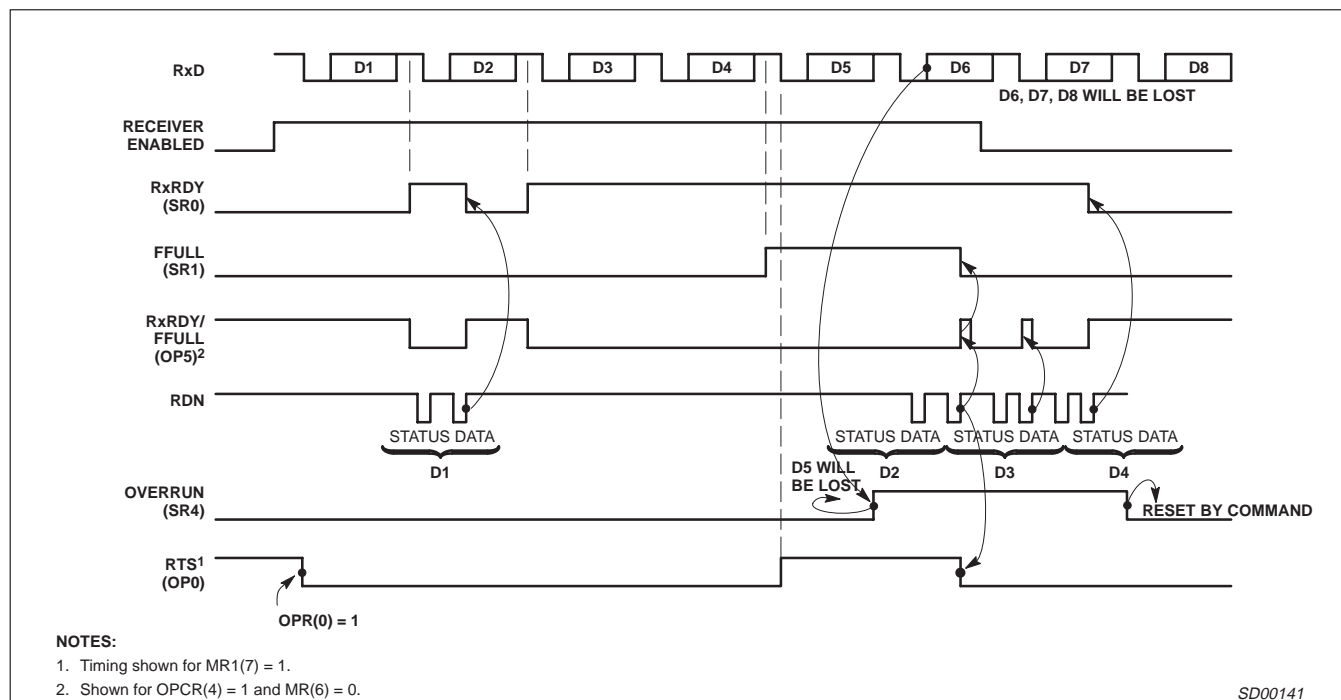 RxD
D1 D2 D3 D4 D5 D6 D7 D8
D6, D7, D8 WILL BE LOST
RECEIVER
ENABLED
RxRDY
(SR0)
FFULL
(SR1)
RxRDY/
FFULL
(OP5)2
RDN
STATUS DATA STATUS DATA STATUS DATA STATUS DATA
D1 D2 D3 D4
D5 WILL
BE LOST
OVERRUN
(SR4)
RESET BY COMMAND
RTS1
(OP0)
OPR(0) = 1
NOTES:
1. Timing shown for MR1(7) = 1.
2. Shown for OPCR(4) = 1 and MR(6) = 0.
SD00141